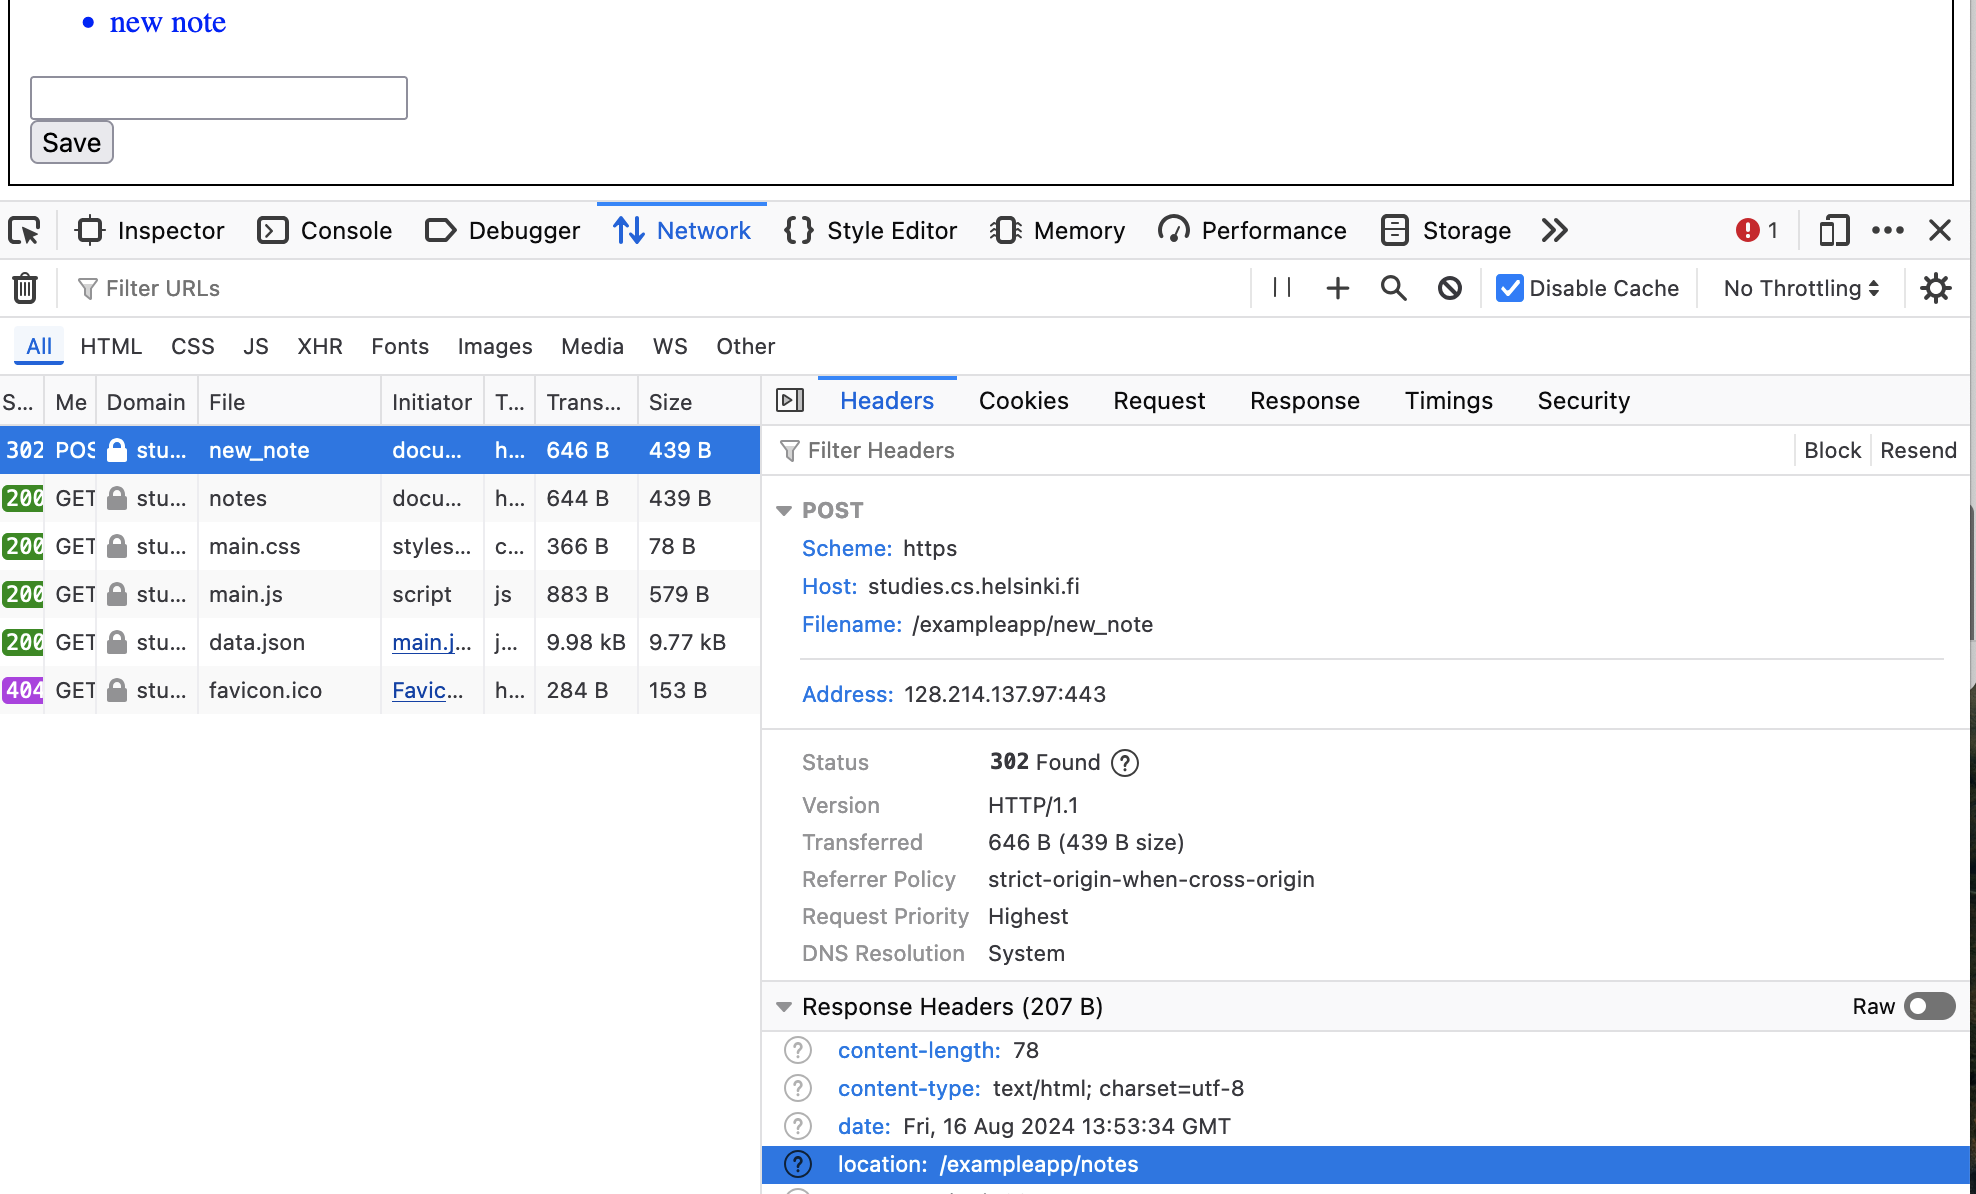 new note
Save
Inspector Console Debugger Network Style Editor Memory Performance Storage 1
Filter URLs Disable Cache No Throttling
All HTML CSS JS XHR Fonts Images Media WS Other
S... Me Domain File Initiator T... Trans... Size
302 POS stu... new_note docu... h... 646 B 439 B
200 GET stu... notes docu... h... 644 B 439 B
200 GET stu... main.css styles... c... 366 B 78 B
200 GET stu... main.js script js 883 B 579 B
200 GET stu... data.json main.j... j... 9.98 kB 9.77 kB
404 GET stu... favicon.ico Favic... h... 284 B 153 B
Headers Cookies Request Response Timings Security
Filter Headers Block Resend
POST
Scheme: https
Host: studies.cs.helsinki.fi
Filename: /exampleapp/new_note
Address: 128.214.137.97:443
Status 302 Found ?
Version HTTP/1.1
Transferred 646 B (439 B size)
Referrer Policy strict-origin-when-cross-origin
Request Priority Highest
DNS Resolution System
Response Headers (207 B) Raw
? content-length: 78
? content-type: text/html; charset=utf-8
? date: Fri, 16 Aug 2024 13:53:34 GMT
? location: /exampleapp/notes